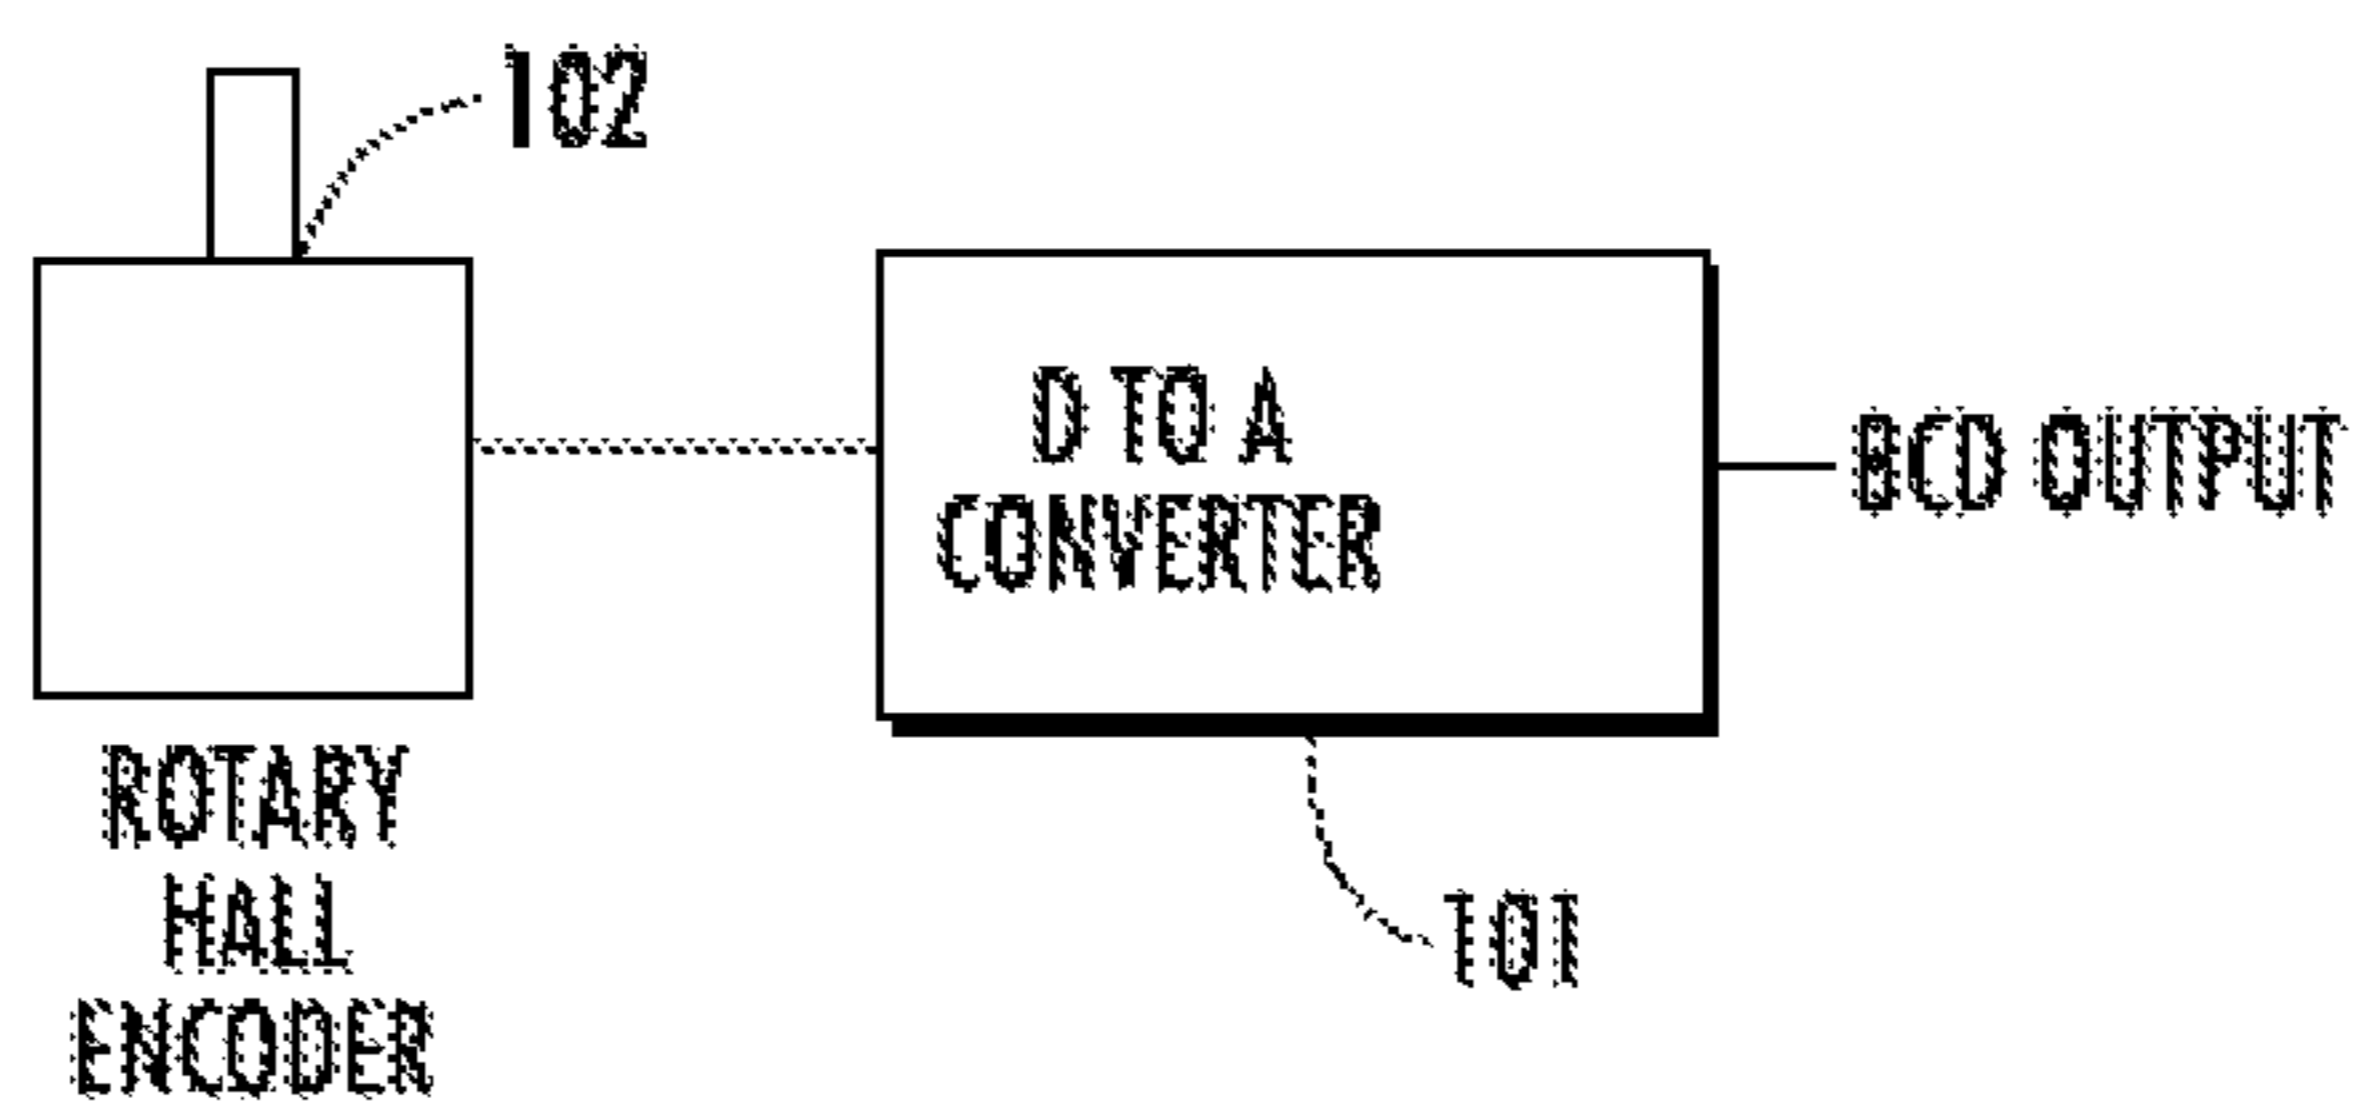 102
D TO A
CONVERTER
BCD OUTPUT
ROTARY
HALL
ENCODER
101